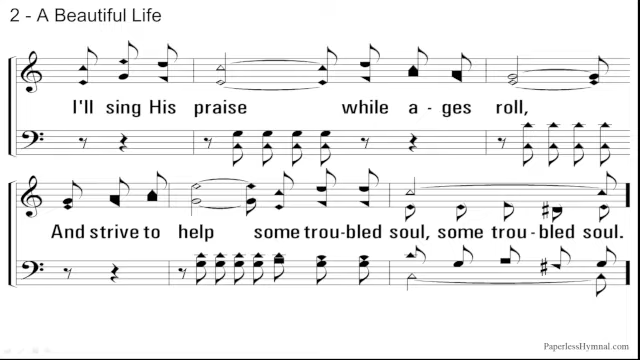 2 - A Beautiful Life
I'll sing His praise while a - ges roll,
And strive to help some trou-bled soul, some trou - bled soul.
PaperlessHymnal.com